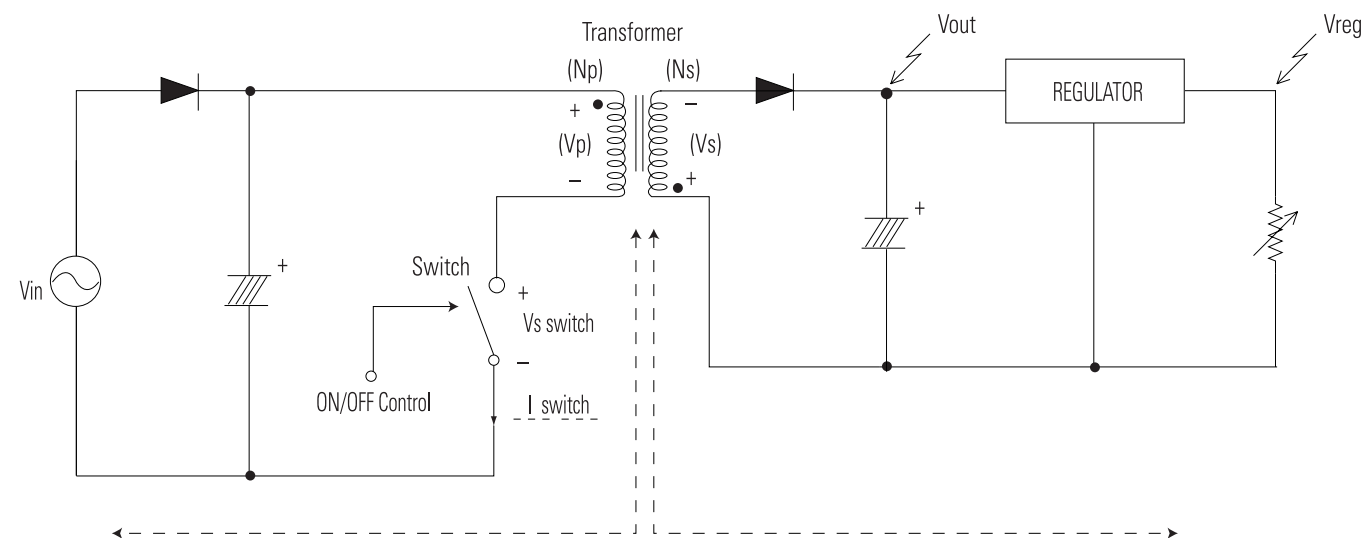 Transformer
Vout
Vreg
(Np)
(Ns)
REGULATOR
+
−
(Vp)
(Vs)
−
+
+
+
Vin
Switch
+
Vs switch
−
ON/OFF Control
I switch